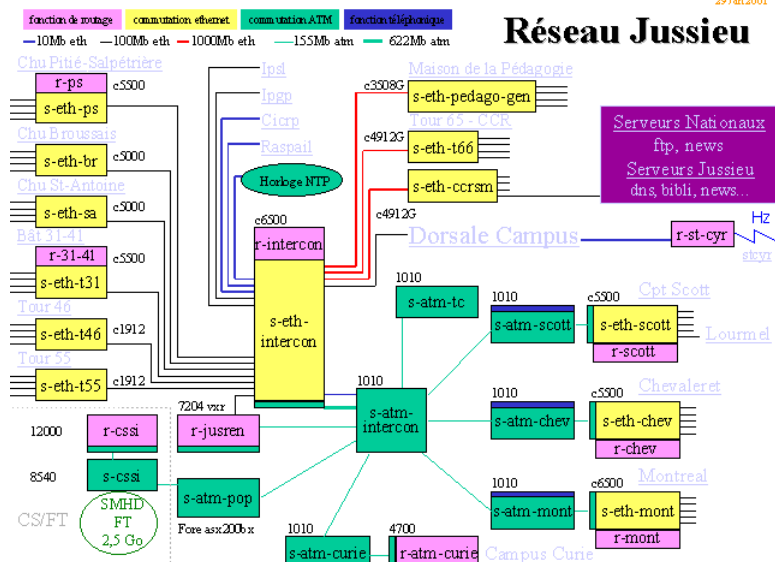 29/avr/2001
fonction de routage
commutation ethernet
commutation ATM
fonction téléphonique
10Mb eth
100Mb eth
1000Mb eth
155Mb atm
622Mb atm
Réseau Jussieu
Chu Pitié-Salpétrière
r-ps
c5500
s-eth-ps
Chu Broussais
c5000
s-eth-br
Chu St-Antoine
c5000
s-eth-sa
Bât 31-41
r-31-41
c5500
s-eth-t31
Tour 46
c1912
s-eth-t46
Tour 55
c1912
s-eth-t55
Ipsl
Ipgp
Cicrp
Raspail
Horloge NTP
c6500
r-intercon
s-eth-
intercon
Maison de la Pédagogie
c3508G
s-eth-pedago-gen
Tour 65 - CCR
c4912G
s-eth-t66
s-eth-ccrsm
c4912G
Serveurs Nationaux
ftp, news
Serveurs Jussieu
dns, bibli, news...
Dorsale Campus
r-st-cyr
Hz
stcyr
1010
s-atm-tc
1010
s-atm-scott
Cpt Scott
c5500
s-eth-scott
r-scott
Lourmel
1010
s-atm-
intercon
1010
s-atm-chev
Chevaleret
c5500
s-eth-chev
r-chev
1010
s-atm-mont
Montreal
c6500
s-eth-mont
r-mont
12000
r-cssi
7204 vxr
r-jusren
8540
s-cssi
CS/FT
SMHD
FT
2,5 Go
s-atm-pop
Fore asx200bx
1010
s-atm-curie
4700
r-atm-curie
Campus Curie